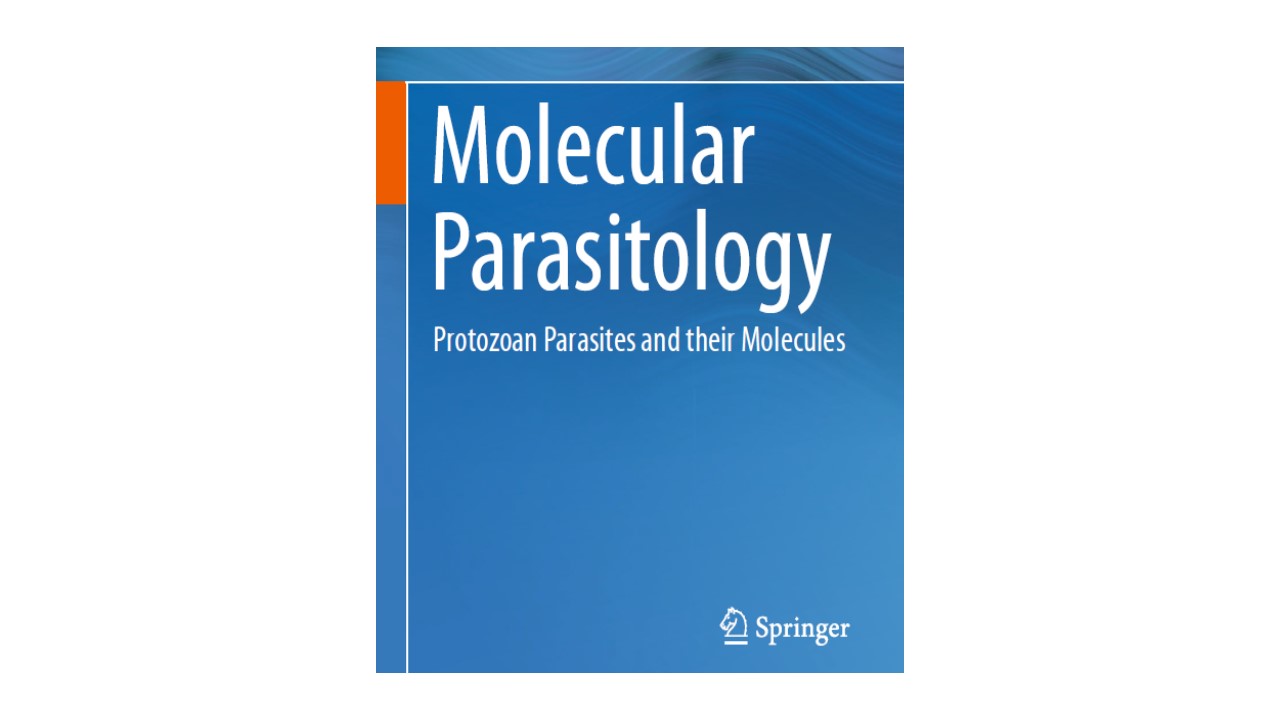 Molecular
Parasitology
Protozoan Parasites and their Molecules
Springer